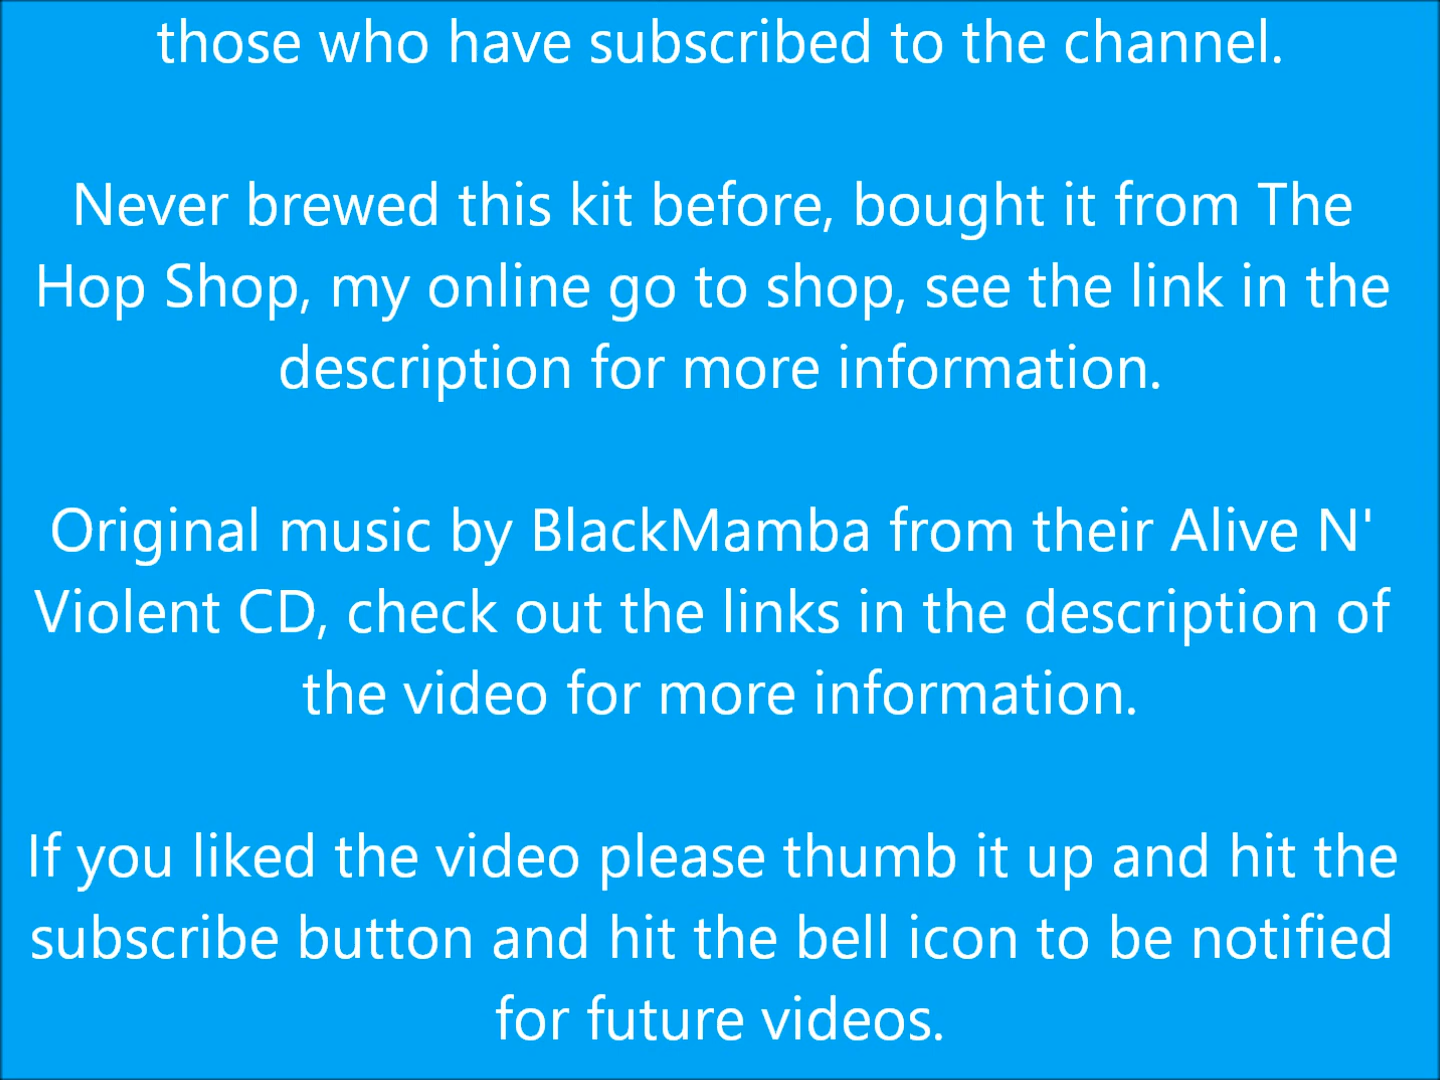 those who have subscribed to the channel.
Never brewed this kit before, bought it from The
Hop Shop, my online go to shop, see the link in the
description for more information.
Original music by BlackMamba from their Alive N'
Violent CD, check out the links in the description of
the video for more information.
If you liked the video please thumb it up and hit the
subscribe button and hit the bell icon to be notified
for future videos.